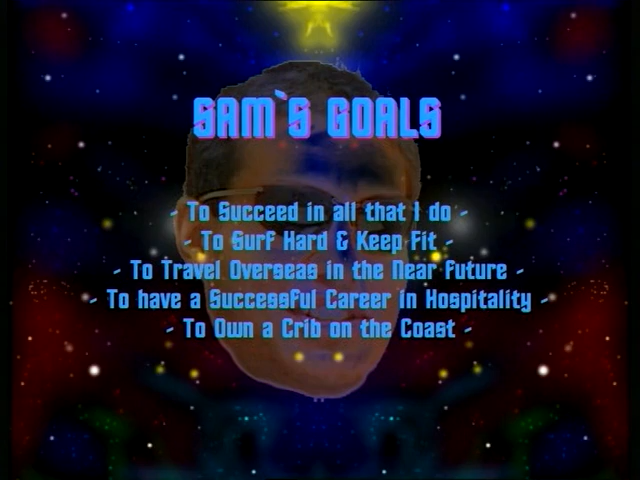 SAM`S GOALS
- To Succeed in all that I do -
- To Surf Hard & Keep Fit -
- To Travel Overseas in the Near Future -
- To have a Successful Career in Hospitality -
- To Own a Crib on the Coast -